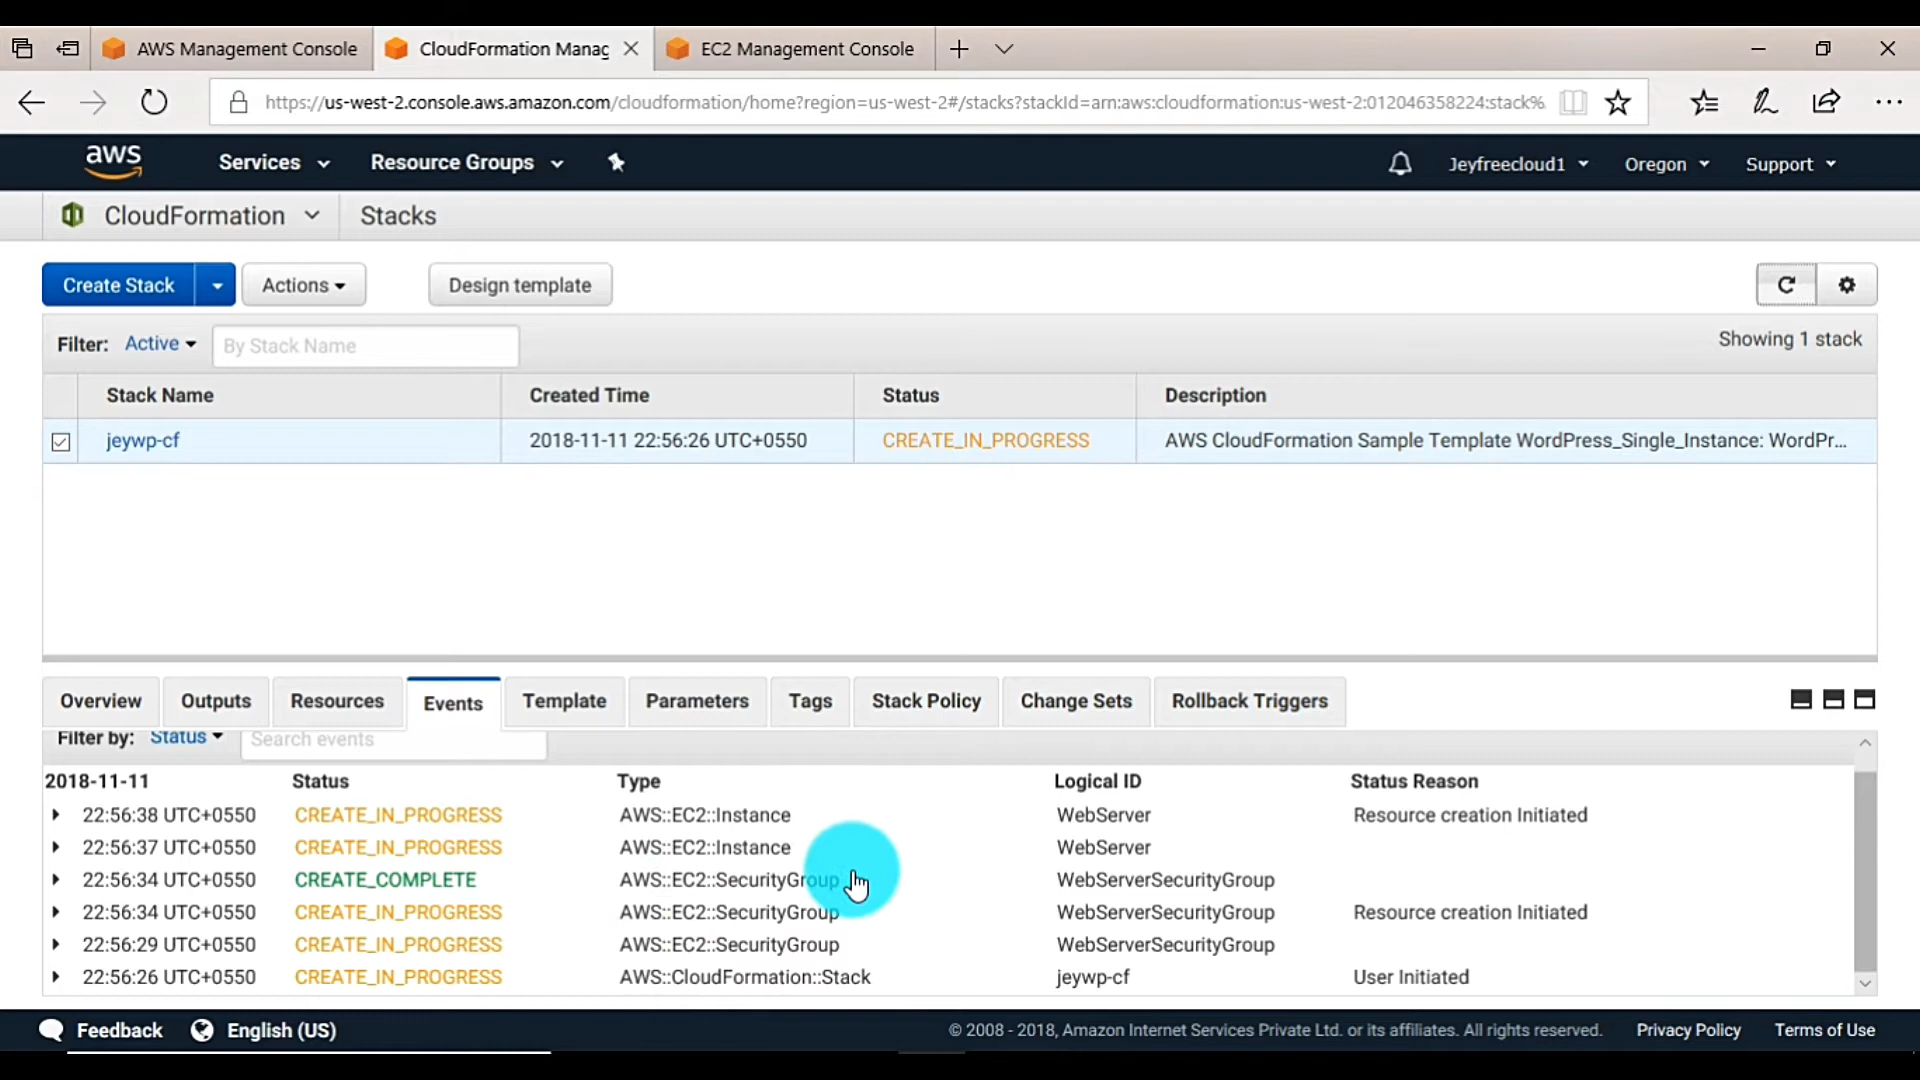 AWS Management Console
CloudFormation Manag
EC2 Management Console
https://us-west-2.console.aws.amazon.com/cloudformation/home?region=us-west-2#/stacks?stackId=arn:aws:cloudformation:us-west-2:012046358224:stack%
aws Services Resource Groups Jeyfreecloud1 Oregon Support
CloudFormation Stacks
Create Stack Actions Design template
Filter: Active By Stack Name Showing 1 stack
Stack Name Created Time Status Description
jeywp-cf 2018-11-11 22:56:26 UTC+0550 CREATE_IN_PROGRESS AWS CloudFormation Sample Template WordPress_Single_Instance: WordPr...
Overview Outputs Resources Events Template Parameters Tags Stack Policy Change Sets Rollback Triggers
Filter by: Status Search events
2018-11-11 Status Type Logical ID Status Reason
22:56:38 UTC+0550 CREATE_IN_PROGRESS AWS::EC2::Instance WebServer Resource creation Initiated
22:56:37 UTC+0550 CREATE_IN_PROGRESS AWS::EC2::Instance WebServer
22:56:34 UTC+0550 CREATE_COMPLETE AWS::EC2::SecurityGroup WebServerSecurityGroup
22:56:34 UTC+0550 CREATE_IN_PROGRESS AWS::EC2::SecurityGroup WebServerSecurityGroup Resource creation Initiated
22:56:29 UTC+0550 CREATE_IN_PROGRESS AWS::EC2::SecurityGroup WebServerSecurityGroup
22:56:26 UTC+0550 CREATE_IN_PROGRESS AWS::CloudFormation::Stack jeywp-cf User Initiated
Feedback English (US) © 2008 - 2018, Amazon Internet Services Private Ltd. or its affiliates. All rights reserved. Privacy Policy Terms of Use